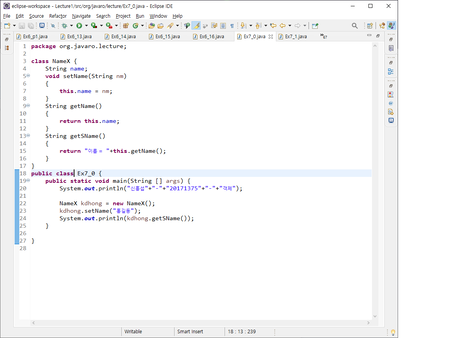 eclipse-workspace - Lecture1/src/org/javaro/lecture/Ex7_0.java - Eclipse IDE
File Edit Source Refactor Navigate Search Project Run Window Help
Ex6_p1.java Ex6_13.java Ex6_14.java Ex6_15.java Ex6_16.java Ex7_0.java Ex7_1.java
1 package org.javaro.lecture;
2
3 class NameX {
4 String name;
5 void setName(String nm)
6 {
7 this.name = nm;
8 }
9 String getName()
10 {
11 return this.name;
12 }
13 String getSName()
14 {
15 return "이름 = "+this.getName();
16 }
17 }
18 public class Ex7_0 {
19 public static void main(String [] args) {
20 System.out.println(+"-"+"20171375"+"-"+);
21
22 NameX kdhong = new NameX();
23 kdhong.setName("홍길동");
24 System.out.println(kdhong.getSName());
25 }
26
27 }
28
Writable Smart Insert 18 : 13 : 239